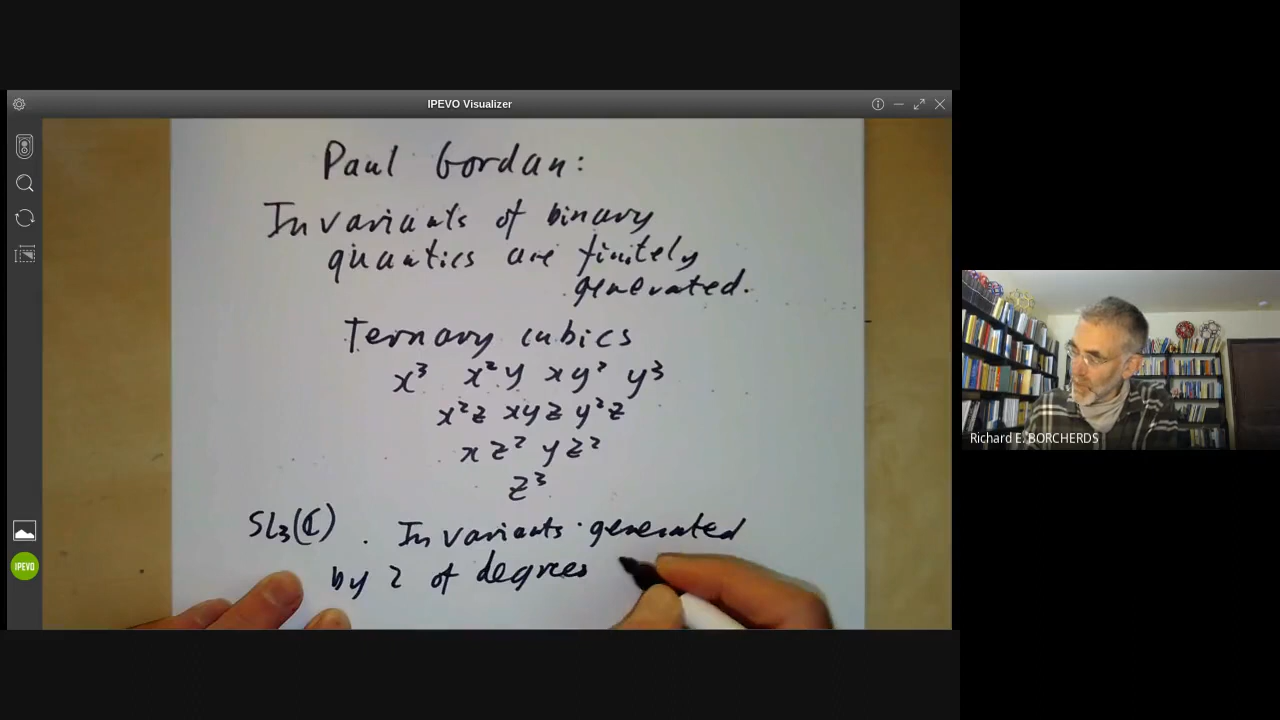 IPEVO Visualizer
Paul Gordan:
Invariants of binary
quantics are finitely
generated.
Ternary cubics
x³ x²y xy² y³
x²z xyz y²z
xz² yz²
z³
SL₃(ℂ) . Invariants generated
by 2 of degrees
IPEVO
Richard E. BORCHERDS